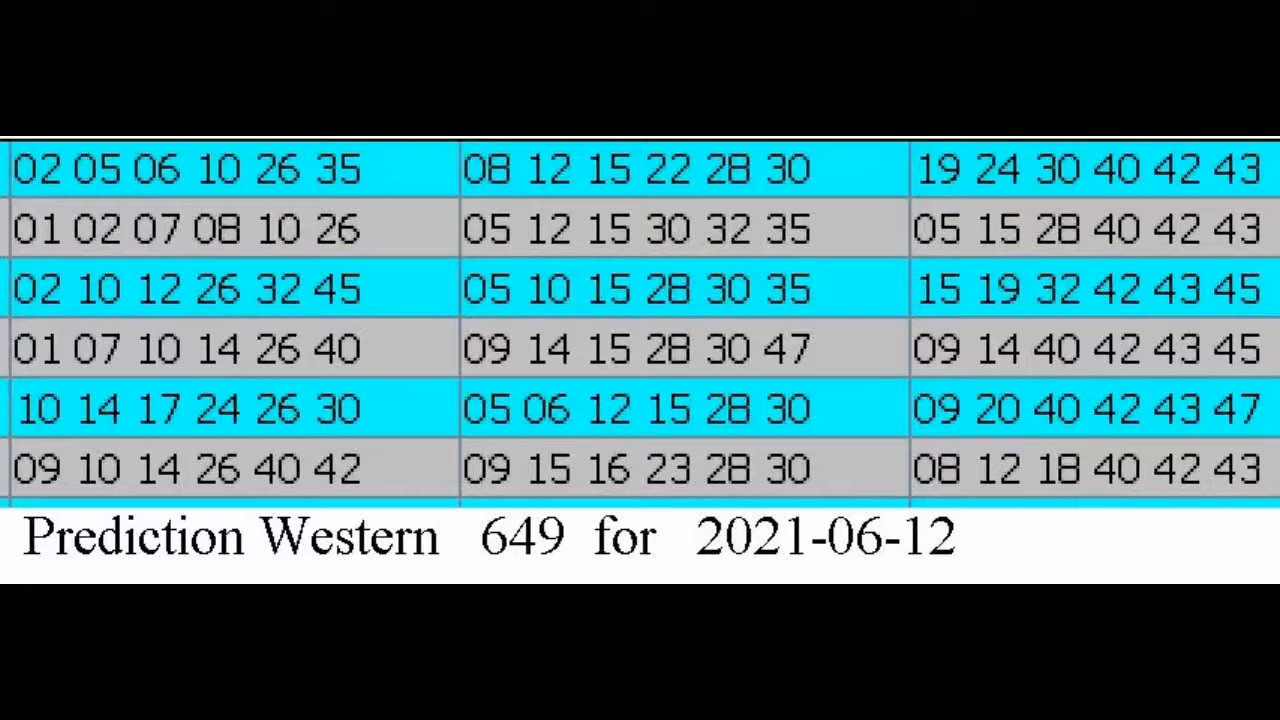 02 05 06 10 26 35 08 12 15 22 28 30 19 24 30 40 42 43
01 02 07 08 10 26 05 12 15 30 32 35 05 15 28 40 42 43
02 10 12 26 32 45 05 10 15 28 30 35 15 19 32 42 43 45
01 07 10 14 26 40 09 14 15 28 30 47 09 14 40 42 43 45
10 14 17 24 26 30 05 06 12 15 28 30 09 20 40 42 43 47
09 10 14 26 40 42 09 15 16 23 28 30 08 12 18 40 42 43
Prediction Western 649 for 2021-06-12